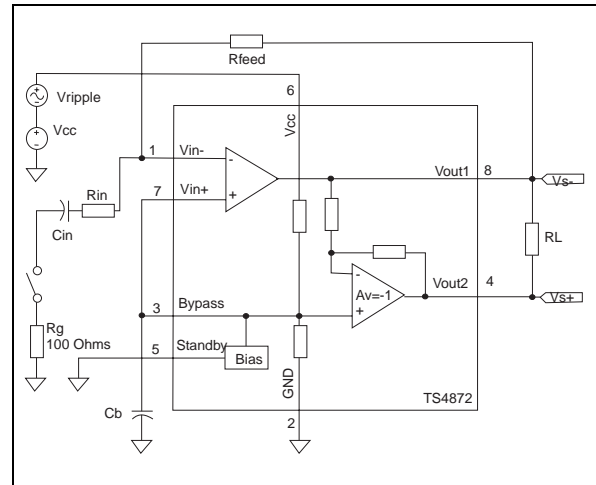 Rfeed
Vripple
6
Vcc
Vcc
1
Vin-
-
Vout1
8
Vs-
7
Vin+
+
Rin
Cin
RL
-
Av=-1
+
Vout2
4
Vs+
3
Bypass
Rg
100 Ohms
5
Standby
Bias
GND
Cb
2
TS4872